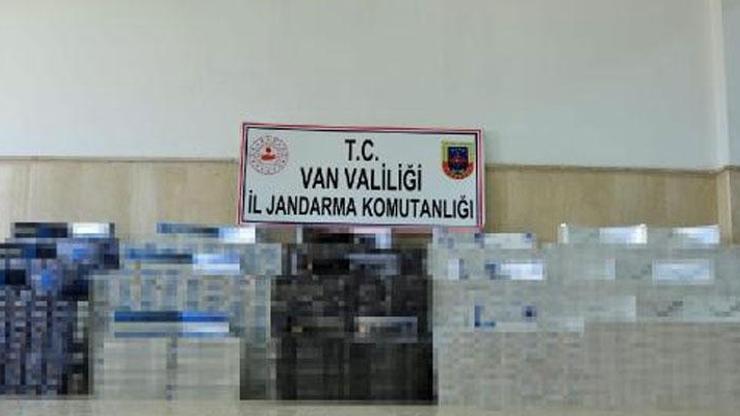 T.C.
VAN VALİLİĞİ
İL JANDARMA KOMUTANLIĞI